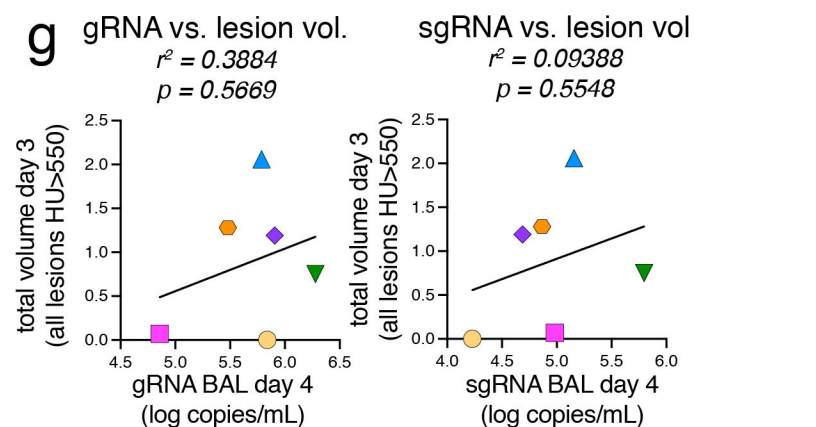 g
gRNA vs. lesion vol.
r² = 0.3884
p = 0.5669
total volume day 3
(all lesions HU>550)
2.5
2.0
1.5
1.0
0.5
0.0
4.5 5.0 5.5 6.0 6.5
gRNA BAL day 4
(log copies/mL)
sgRNA vs. lesion vol
r² = 0.09388
p = 0.5548
total volume day 3
(all lesions HU>550)
2.5
2.0
1.5
1.0
0.5
0.0
4.0 4.5 5.0 5.5 6.0
sgRNA BAL day 4
(log copies/mL)